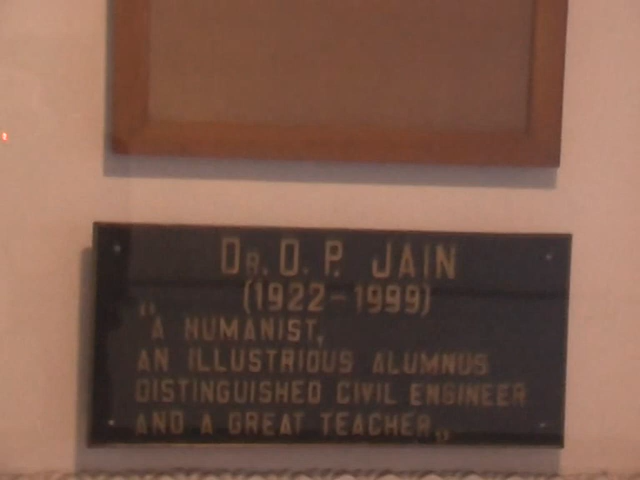 DR. O. P. JAIN
(1922-1999)
"A HUMANIST,
AN ILLUSTRIOUS ALUMNUS
DISTINGUISHED CIVIL ENGINEER
AND A GREAT TEACHER"